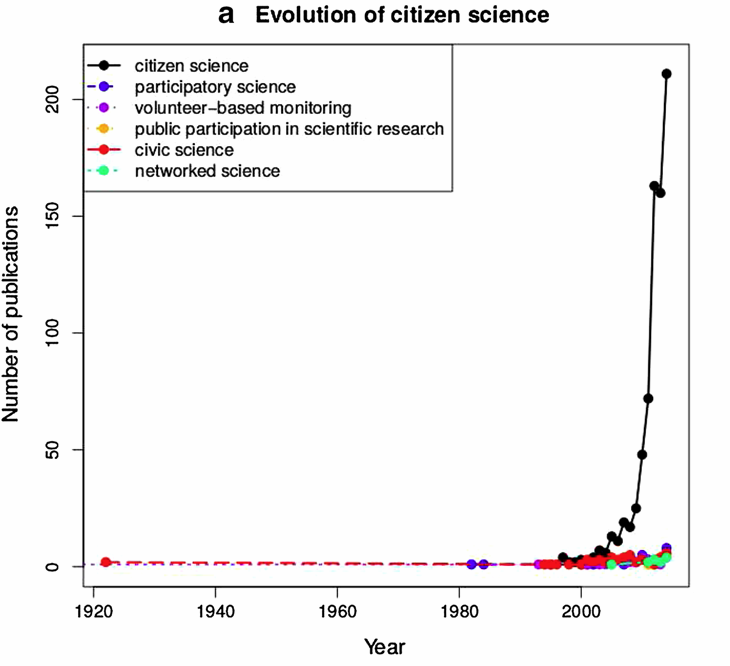 a Evolution of citizen science
citizen science
participatory science
volunteer−based monitoring
public participation in scientific research
civic science
networked science
Number of publications
200
150
100
50
0
1920 1940 1960 1980 2000
Year